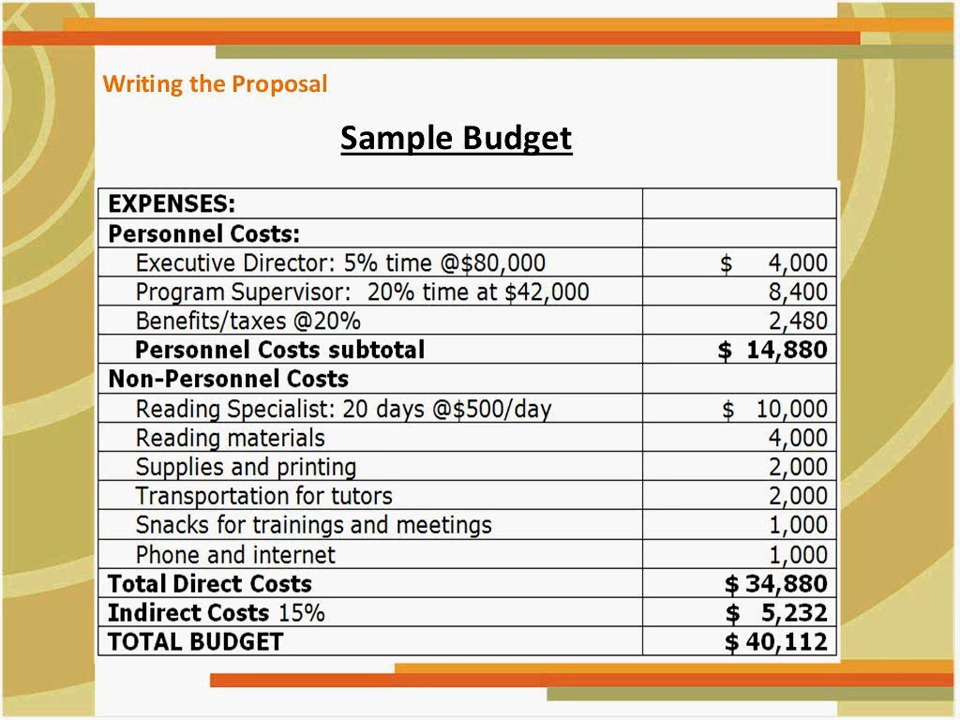 Writing the Proposal
Sample Budget
EXPENSES:
Personnel Costs:
Executive Director: 5% time @$80,000 $ 4,000
Program Supervisor: 20% time at $42,000 8,400
Benefits/taxes @20% 2,480
Personnel Costs subtotal $ 14,880
Non-Personnel Costs
Reading Specialist: 20 days @$500/day $ 10,000
Reading materials 4,000
Supplies and printing 2,000
Transportation for tutors 2,000
Snacks for trainings and meetings 1,000
Phone and internet 1,000
Total Direct Costs $ 34,880
Indirect Costs 15% $ 5,232
TOTAL BUDGET $ 40,112